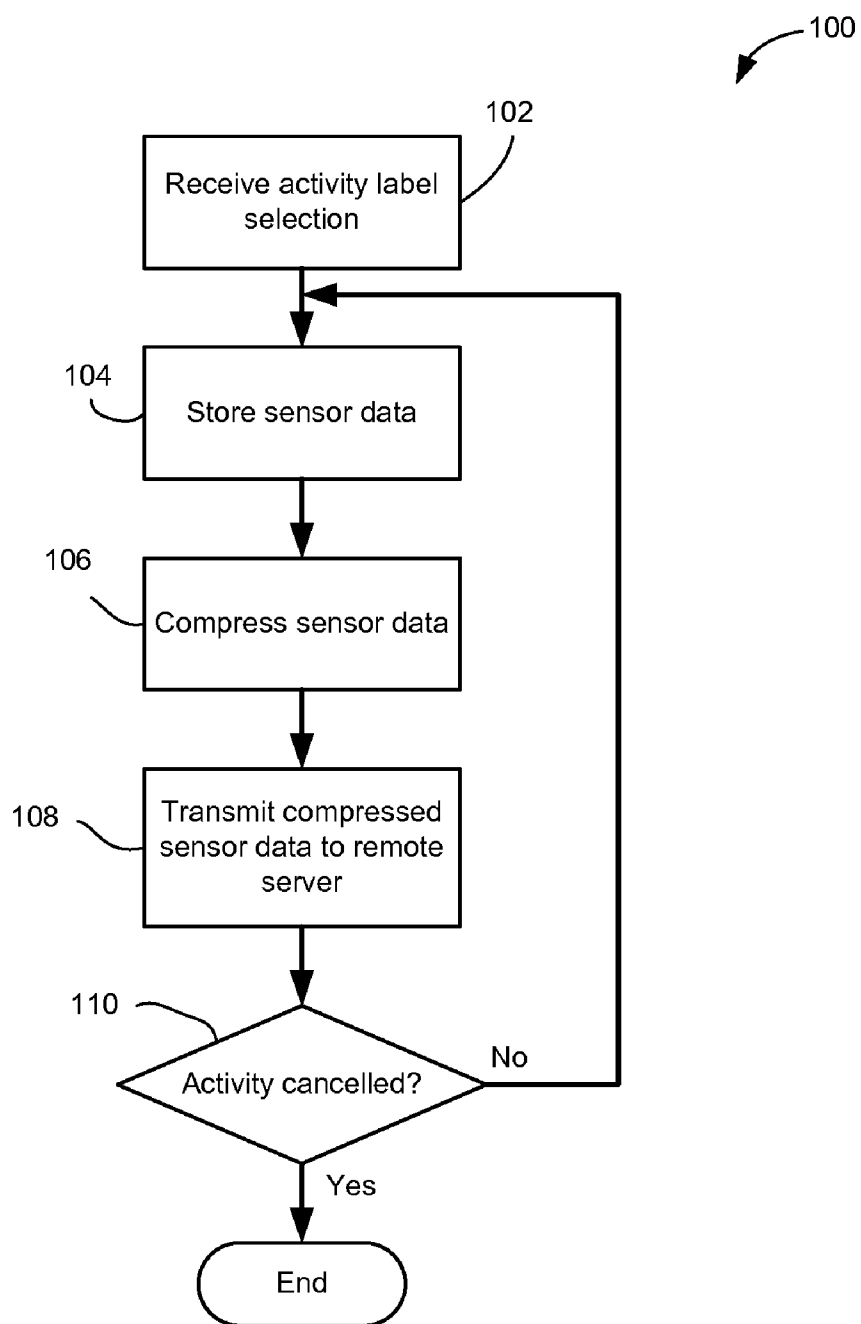 100
102
Receive activity label
selection
104
Store sensor data
106
Compress sensor data
108
Transmit compressed
sensor data to remote
server
110
Activity cancelled?
No
Yes
End